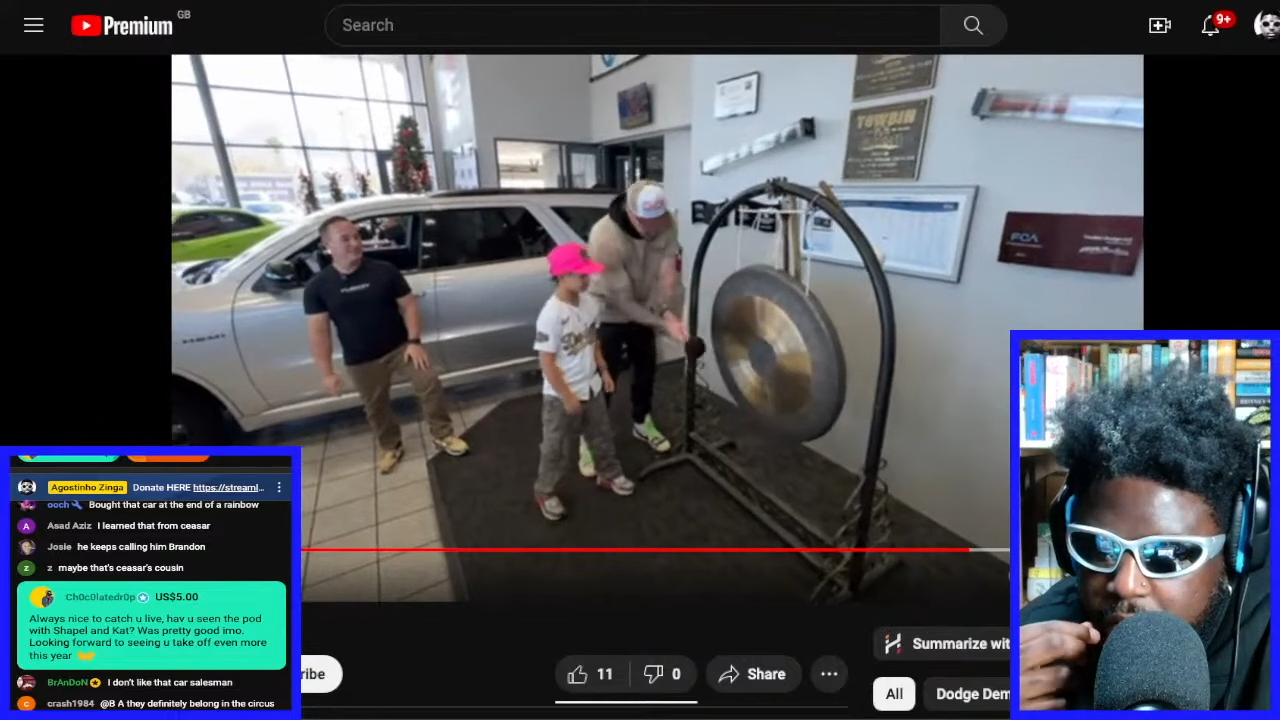 Premium
GB
Search
9+
TOWBIN
FCA
HEMI
Agostinho Zinga Donate HERE https://streaml...
ooch Bought that car at the end of a rainbow
A Asad Aziz I learned that from ceasar
Josie he keeps calling him Brandon
z z maybe that's ceasar's cousin
Ch0c0latedr0p US$5.00
Always nice to catch u live, hav u seen the pod
with Shapel and Kat? Was pretty good imo.
Looking forward to seeing u take off even more
this year
BrAnDoN I don't like that car salesman
c crash1984 @B A they definitely belong in the circus
ribe
11
0
Share
Summarize wit
All
Dodge Dem